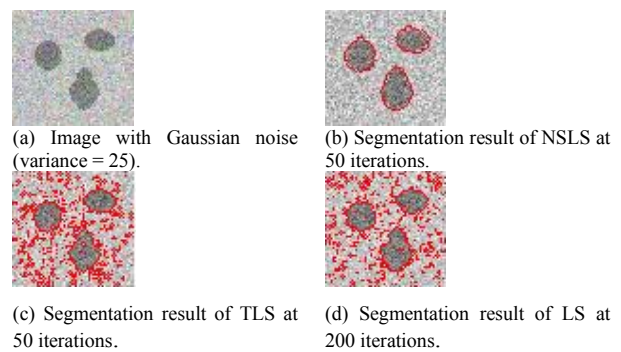 (a) Image with Gaussian noise
(variance = 25).
(b) Segmentation result of NSLS at
50 iterations.
(c) Segmentation result of TLS at
50 iterations.
(d) Segmentation result of LS at
200 iterations.